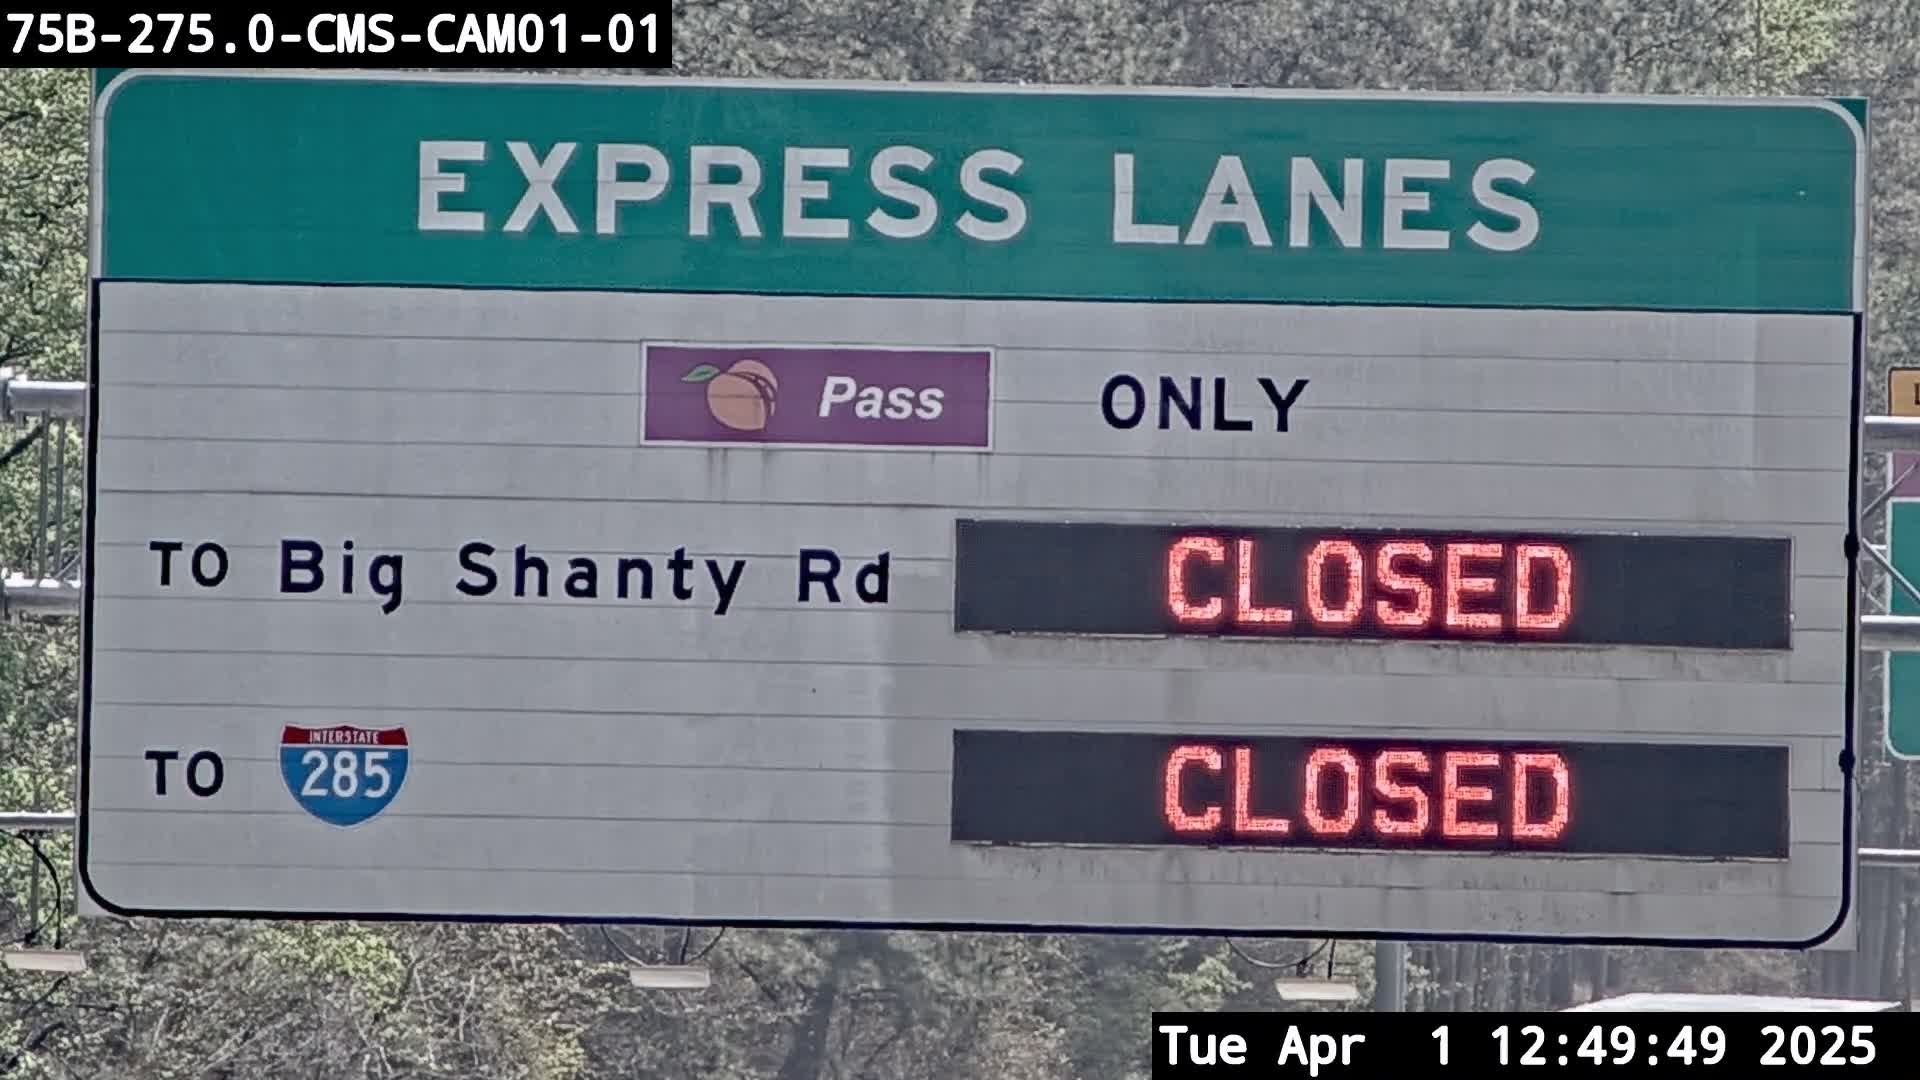 75B-275.0-CMS-CAM01-01
EXPRESS LANES
Pass ONLY
TO Big Shanty Rd CLOSED
TO INTERSTATE 285 CLOSED
Tue Apr 1 12:49:49 2025